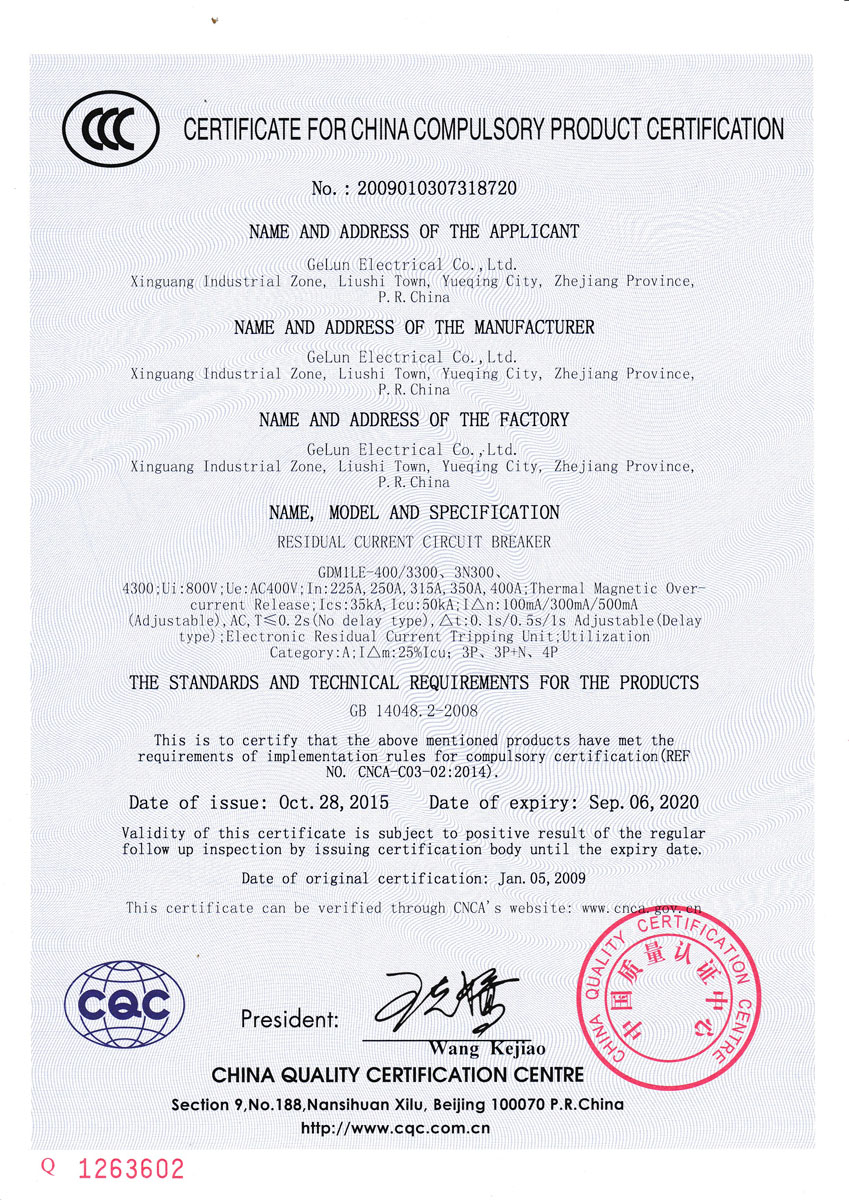 CCC
CERTIFICATE FOR CHINA COMPULSORY PRODUCT CERTIFICATION
No.: 2009010307318720
NAME AND ADDRESS OF THE APPLICANT
GeLun Electrical Co.,Ltd.
Xinguang Industrial Zone, Liushi Town, Yueqing City, Zhejiang Province,
P.R.China
NAME AND ADDRESS OF THE MANUFACTURER
GeLun Electrical Co.,Ltd.
Xinguang Industrial Zone, Liushi Town, Yueqing City, Zhejiang Province,
P.R.China
NAME AND ADDRESS OF THE FACTORY
GeLun Electrical Co.,Ltd.
Xinguang Industrial Zone, Liushi Town, Yueqing City, Zhejiang Province,
P.R.China
NAME, MODEL AND SPECIFICATION
RESIDUAL CURRENT CIRCUIT BREAKER
GDM1LE-400/3300、3N300、
4300;Ui:800V;Ue:AC400V;In:225A,250A,315A,350A,400A;Thermal Magnetic Over-
current Release;Ics:35kA,Icu:50kA;I△n:100mA/300mA/500mA
(Adjustable),AC,T≤0.2s(No delay type),△t:0.1s/0.5s/1s Adjustable(Delay
type);Electronic Residual Current Tripping Unit;Utilization
Category:A;I△m:25%Icu; 3P、3P+N、4P
THE STANDARDS AND TECHNICAL REQUIREMENTS FOR THE PRODUCTS
GB 14048.2-2008
This is to certify that the above mentioned products have met the
requirements of implementation rules for compulsory certification(REF
NO. CNCA-C03-02:2014).
Date of issue: Oct.28,2015 Date of expiry: Sep.06,2020
Validity of this certificate is subject to positive result of the regular
follow up inspection by issuing certification body until the expiry date.
Date of original certification: Jan.05,2009
This certificate can be verified through CNCA's website: www.cnca.gov.cn
CHINA QUALITY CERTIFICATION CENTRE
中国质量认证中心
CQC
President:
Wang Kejiao
CHINA QUALITY CERTIFICATION CENTRE
Section 9,No.188,Nansihuan Xilu, Beijing 100070 P.R.China
http://www.cqc.com.cn
Q 1263602